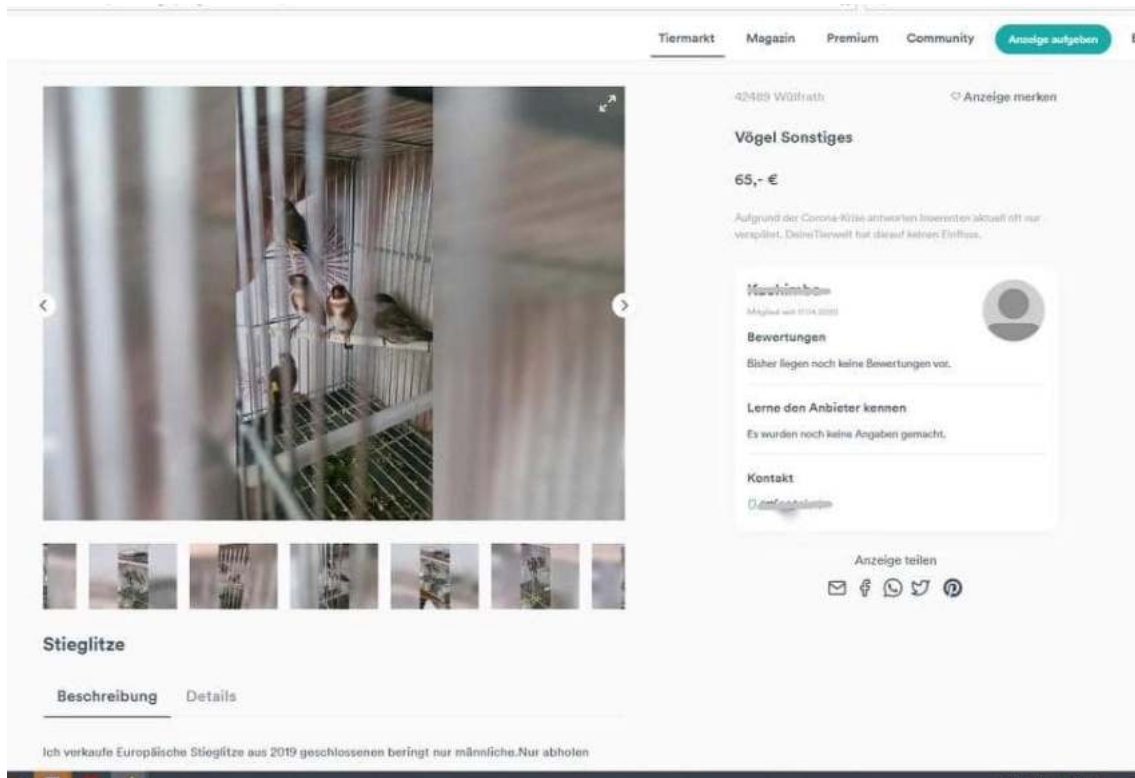 Tiermarkt Magazin Premium Community Anzeige aufgeben
42489 Wülfrath Anzeige merken
Vögel Sonstiges
65,- €
Aufgrund der Corona-Krise antworten Inserenten aktuell oft nur
verspätet. DeineTierwelt hat darauf keinen Einfluss.
Mitglied seit
Bewertungen
Bisher liegen noch keine Bewertungen vor.
Lerne den Anbieter kennen
Es wurden noch keine Angaben gemacht.
Kontakt
Anzeige teilen
Stieglitze
Beschreibung Details
Ich verkaufe Europäische Stieglitze aus 2019 geschlossenen beringt nur männliche.Nur abholen